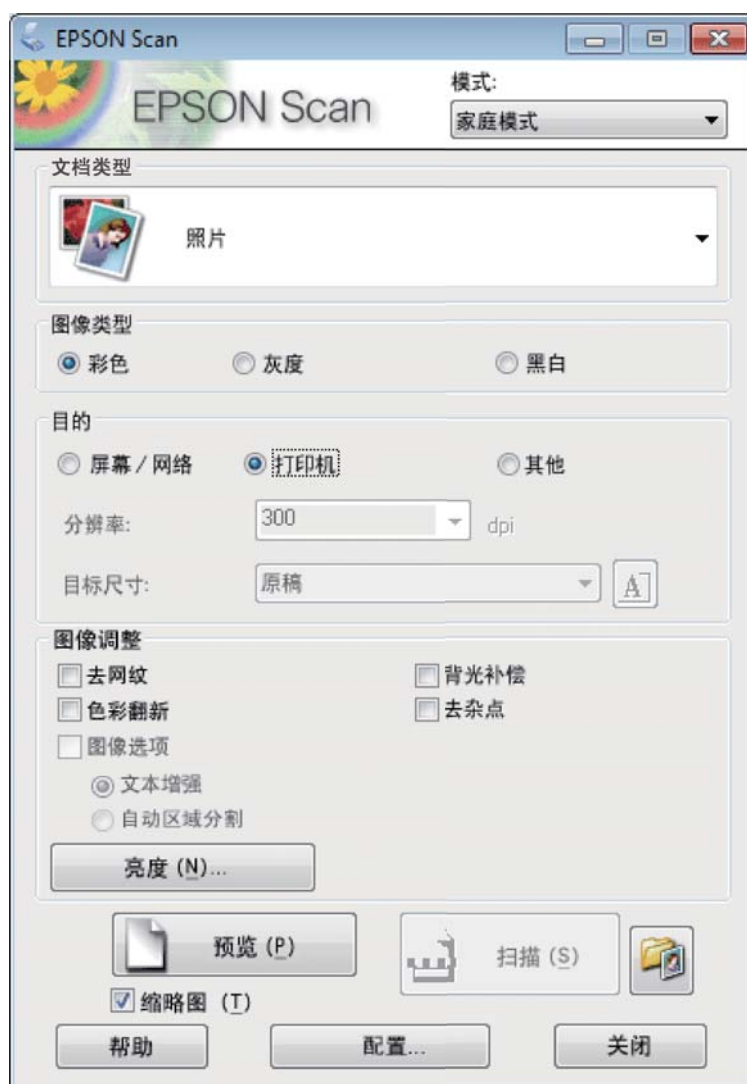 EPSON Scan
EPSON Scan
模式:
家庭模式
文档类型
照片
图像类型
彩色 灰度 黑白
目的
屏幕/网络 打印机 其他
分辨率: 300 dpi
目标尺寸: 原稿 A
图像调整
去网纹 背光补偿
色彩翻新 去杂点
图像选项
文本增强
自动区域分割
亮度 (N)...
预览 (P) 扫描 (S)
缩略图 (T)
帮助 配置... 关闭